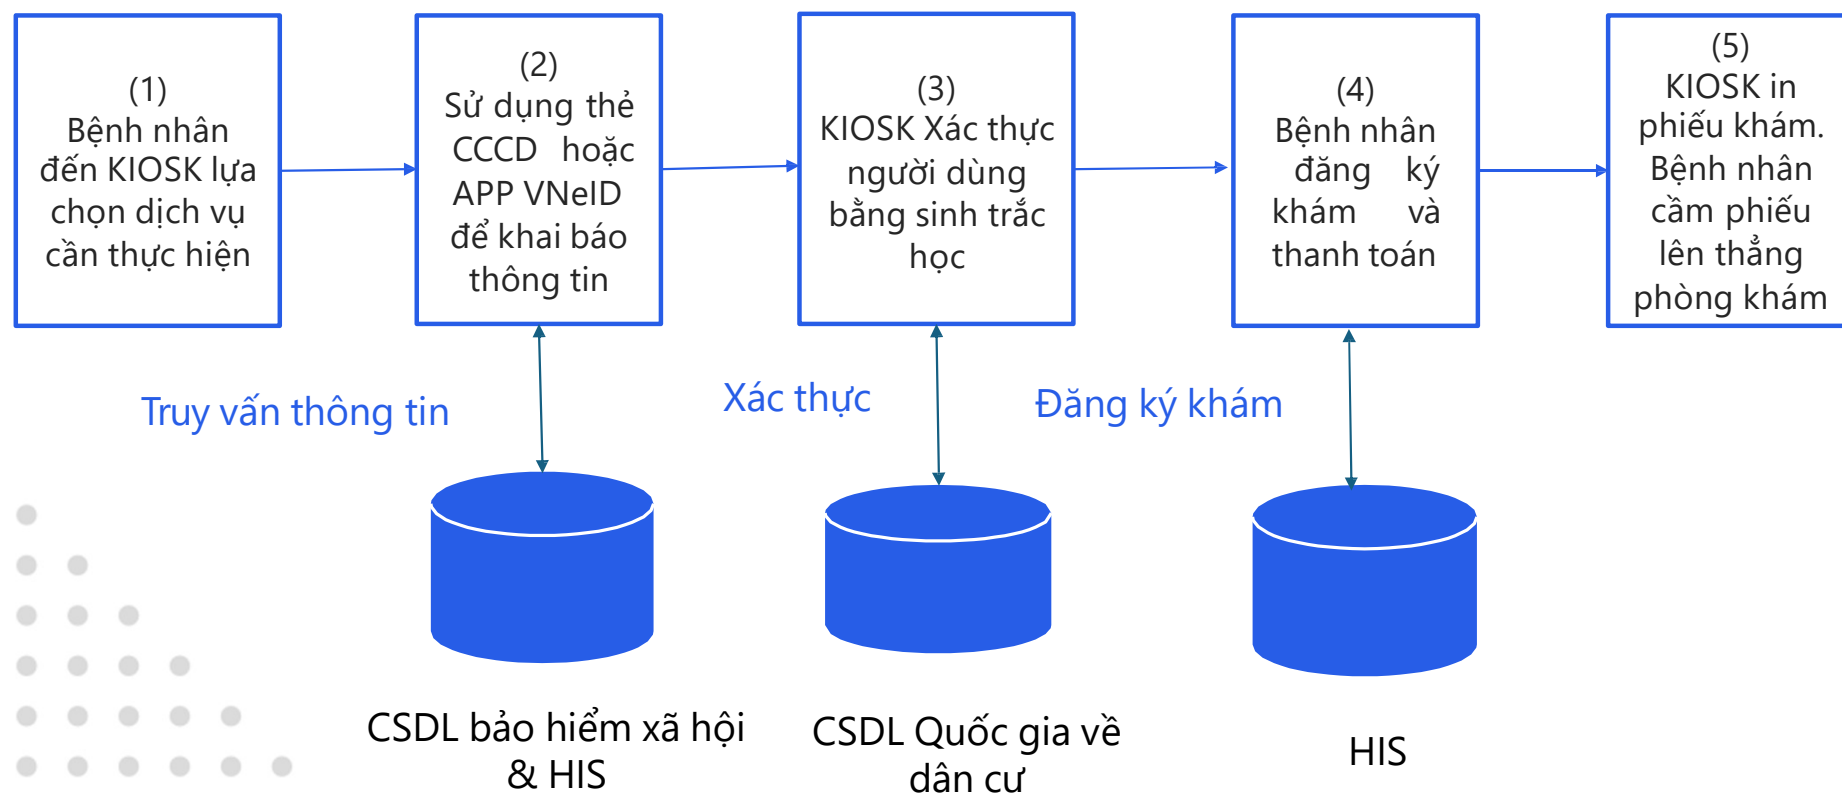 (1)
Bệnh nhân
đến KIOSK lựa
chọn dịch vụ
cần thực hiện
(2)
Sử dụng thẻ
CCCD hoặc
APP VNeID
để khai báo
thông tin
(3)
KIOSK Xác thực
người dùng
bằng sinh trắc
học
(4)
Bệnh nhân
đăng ký
khám và
thanh toán
(5)
KIOSK in
phiếu khám.
Bệnh nhân
cầm phiếu
lên thẳng
phòng khám
Truy vấn thông tin
Xác thực
Đăng ký khám
CSDL bảo hiểm xã hội
& HIS
CSDL Quốc gia về
dân cư
HIS